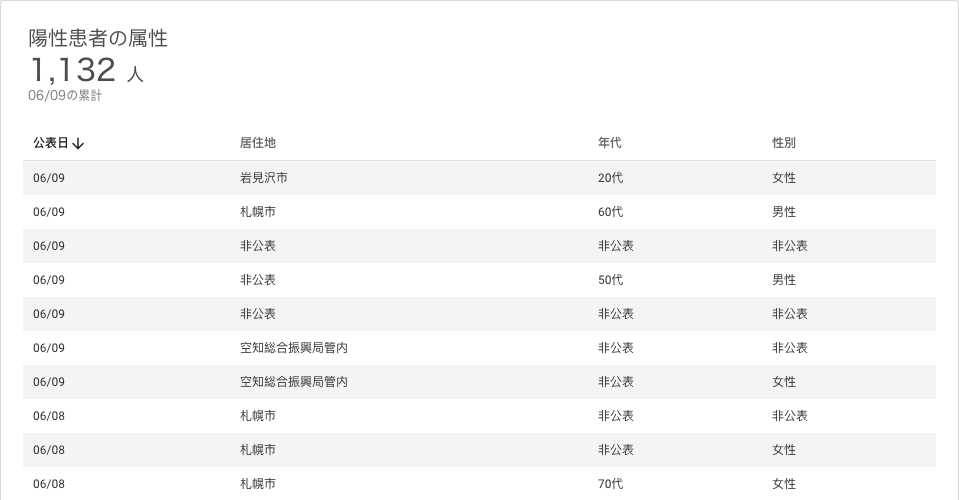 陽性患者の属性
1,132 人
06/09の累計
公表日↓ 居住地 年代 性別
06/09 岩見沢市 20代 女性
06/09 札幌市 60代 男性
06/09 非公表 非公表 非公表
06/09 非公表 50代 男性
06/09 非公表 非公表 非公表
06/09 空知総合振興局管内 非公表 非公表
06/09 空知総合振興局管内 非公表 女性
06/08 札幌市 非公表 非公表
06/08 札幌市 非公表 女性
06/08 札幌市 70代 女性